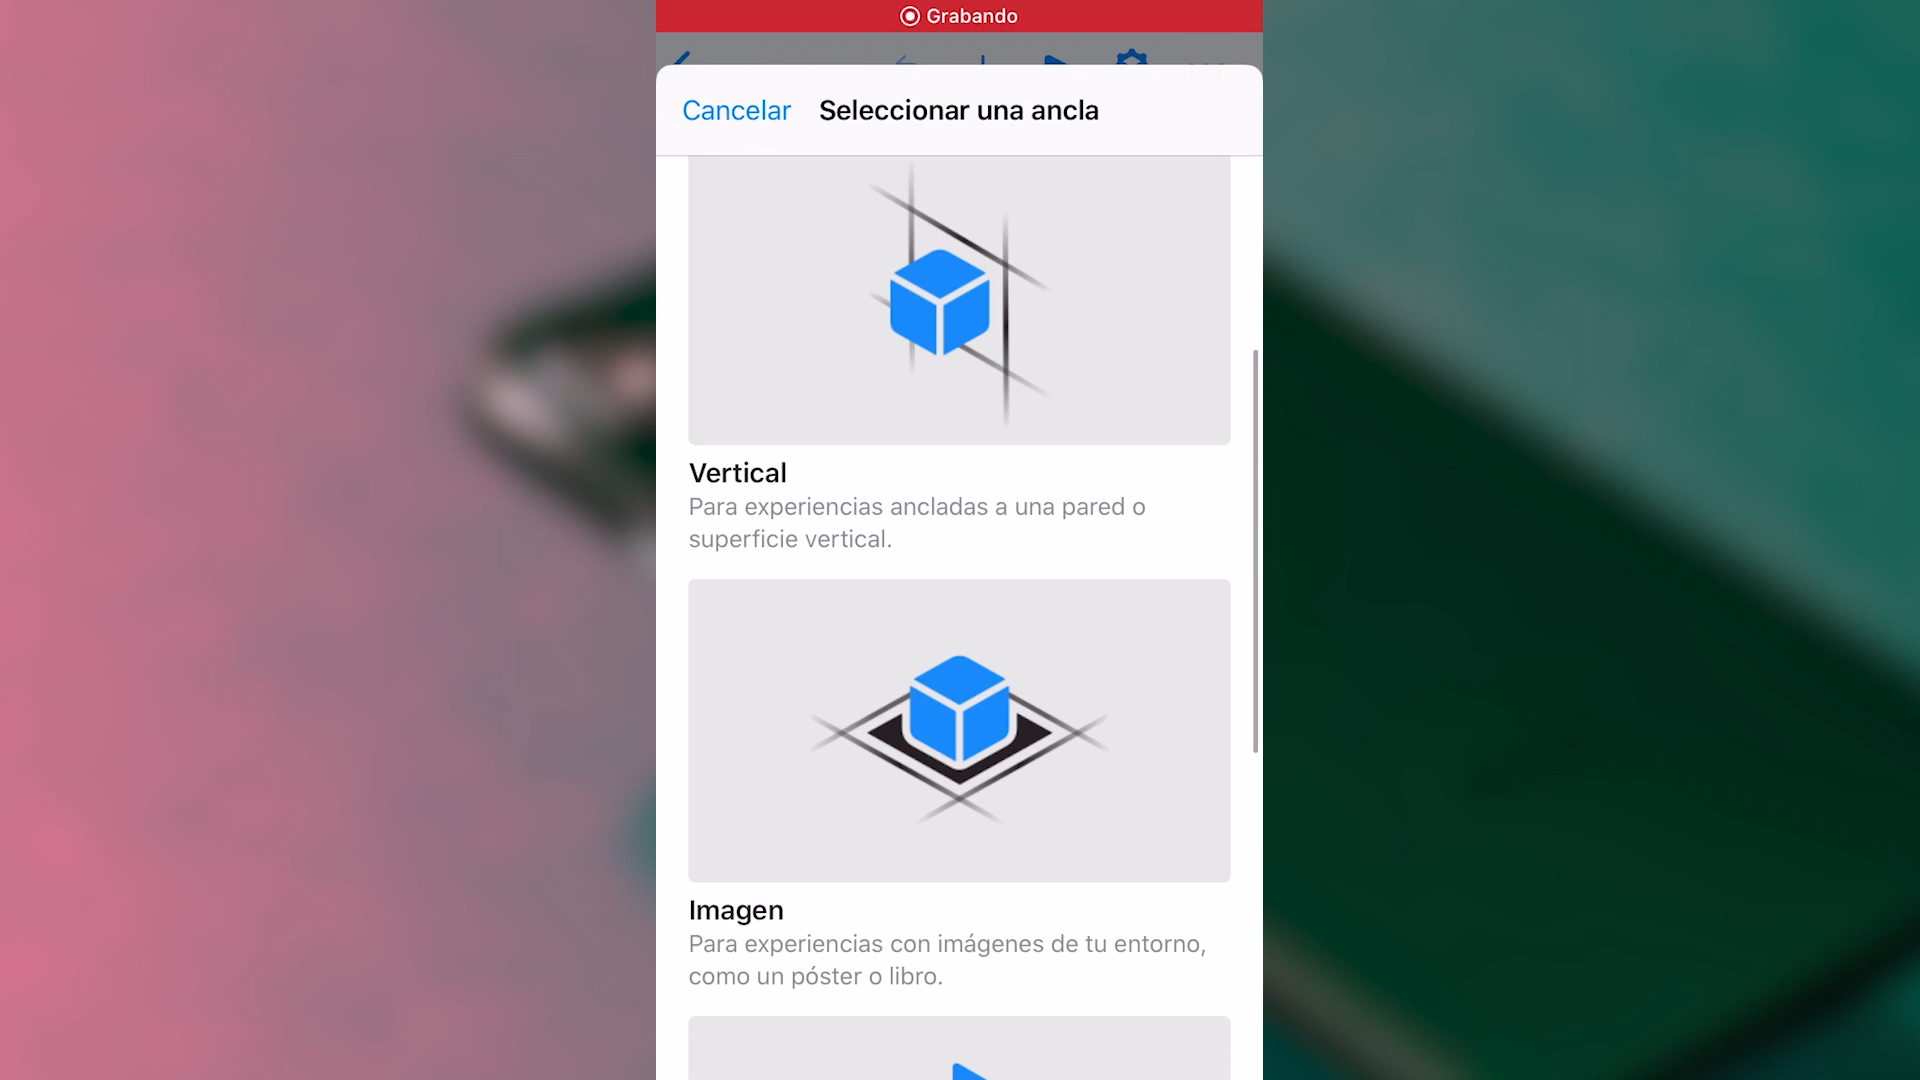 Grabando
Cancelar
Seleccionar una ancla
Vertical
Para experiencias ancladas a una pared o
superficie vertical.
Imagen
Para experiencias con imágenes de tu entorno,
como un póster o libro.